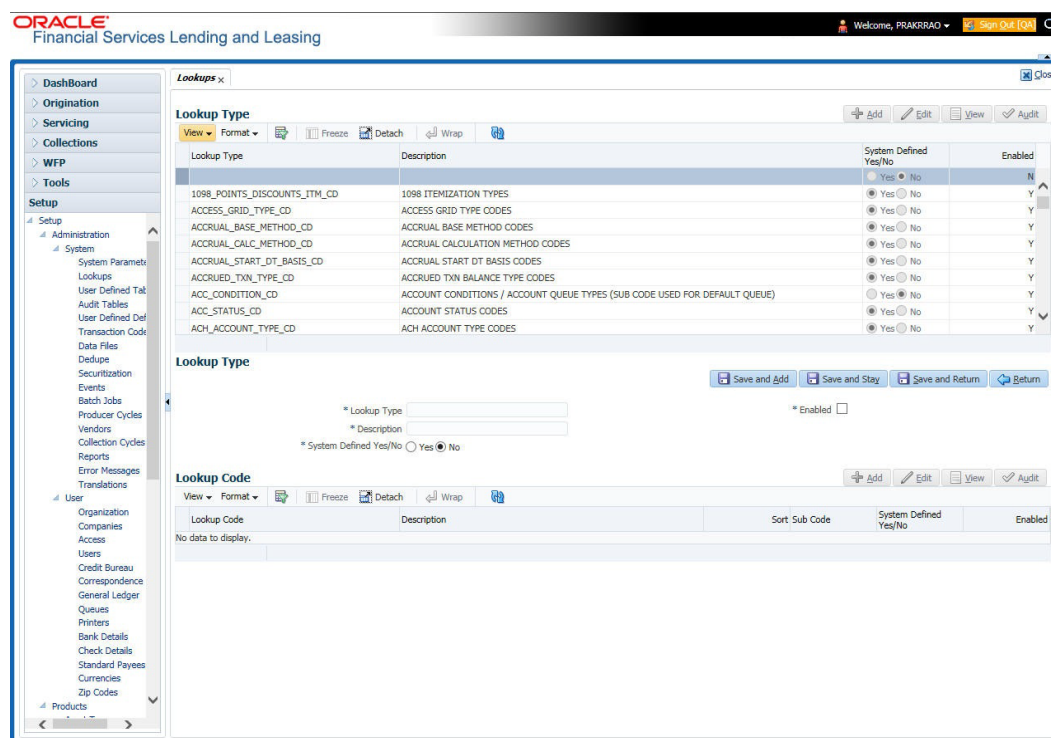 ORACLE®
Financial Services Lending and Leasing
Welcome, PRAKRRAO
Sign Out [QA]
DashBoard
Origination
Servicing
Collections
WFP
Tools
Setup
Setup
Administration
System
System Paramete
Lookups
User Defined Tab
Audit Tables
User Defined Def
Transaction Code
Data Files
Dedupe
Securitization
Events
Batch Jobs
Producer Cycles
Vendors
Collection Cycles
Reports
Error Messages
Translations
User
Organization
Companies
Access
Users
Credit Bureau
Correspondence
General Ledger
Queues
Printers
Bank Details
Check Details
Standard Payees
Currencies
Zip Codes
Products
Lookups x
Clos
Lookup Type
Add Edit View Audit
View Format Freeze Detach Wrap
Lookup Type Description System Defined Yes/No Enabled
Yes No N
1098_POINTS_DISCOUNTS_ITM_CD 1098 ITEMIZATION TYPES Yes No Y
ACCESS_GRID_TYPE_CD ACCESS GRID TYPE CODES Yes No Y
ACCRUAL_BASE_METHOD_CD ACCRUAL BASE METHOD CODES Yes No Y
ACCRUAL_CALC_METHOD_CD ACCRUAL CALCULATION METHOD CODES Yes No Y
ACCRUAL_START_DT_BASIS_CD ACCRUAL START DT BASIS CODES Yes No Y
ACCRUED_TXN_TYPE_CD ACCRUED TXN BALANCE TYPE CODES Yes No Y
ACC_CONDITION_CD ACCOUNT CONDITIONS / ACCOUNT QUEUE TYPES (SUB CODE USED FOR DEFAULT QUEUE) Yes No Y
ACC_STATUS_CD ACCOUNT STATUS CODES Yes No Y
ACH_ACCOUNT_TYPE_CD ACH ACCOUNT TYPE CODES Yes No Y
Lookup Type
Save and Add Save and Stay Save and Return Return
* Lookup Type
* Enabled
* Description
* System Defined Yes/No Yes No
Lookup Code
Add Edit View Audit
View Format Freeze Detach Wrap
Lookup Code Description Sort Sub Code System Defined Yes/No Enabled
No data to display.